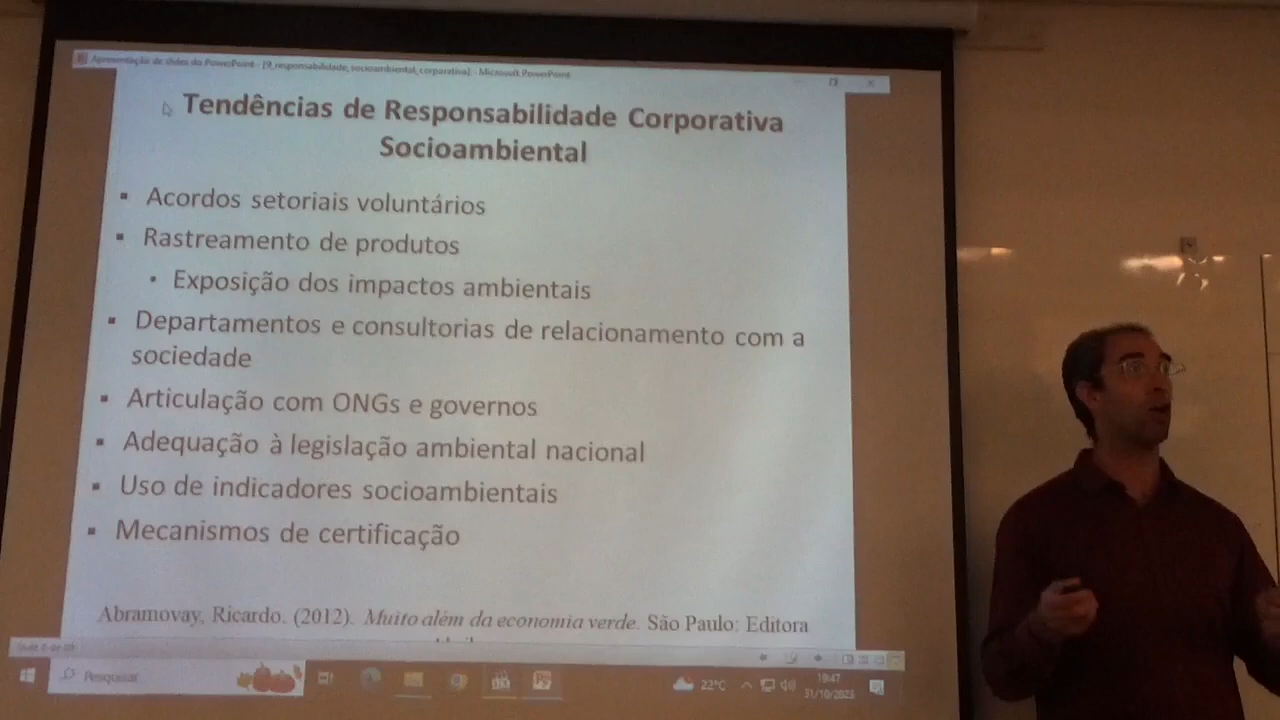 Apresentação de slides do PowerPoint - [9_responsabilidade_socioambiental_corporativa] - Microsoft PowerPoint
Tendências de Responsabilidade Corporativa
Socioambiental
▪ Acordos setoriais voluntários
▪ Rastreamento de produtos
• Exposição dos impactos ambientais
▪ Departamentos e consultorias de relacionamento com a
sociedade
▪ Articulação com ONGs e governos
▪ Adequação à legislação ambiental nacional
▪ Uso de indicadores socioambientais
▪ Mecanismos de certificação
Abramovay, Ricardo. (2012). Muito além da economia verde. São Paulo: Editora
Pesquisar
22°C
19:47
31/10/2023